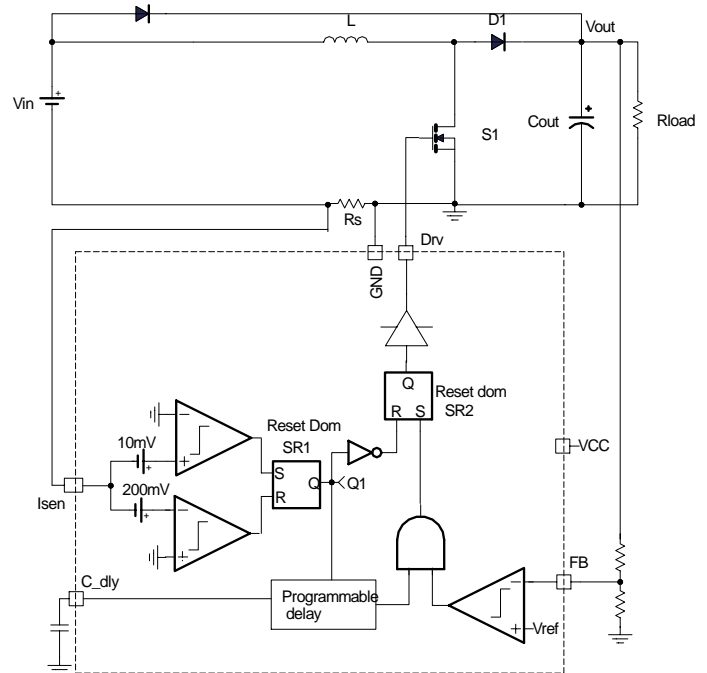 L
D1
Vout
+
Vin
+
Cout
Rload
S1
Rs
GND
Drv
Q
R S
Reset dom
SR2
Reset Dom
SR1
10mV
+
−
+
S
Q
R
Q1
VCC
200mV
+
−
+
Isen
C_dly
Programmable
delay
FB
−
+
Vref